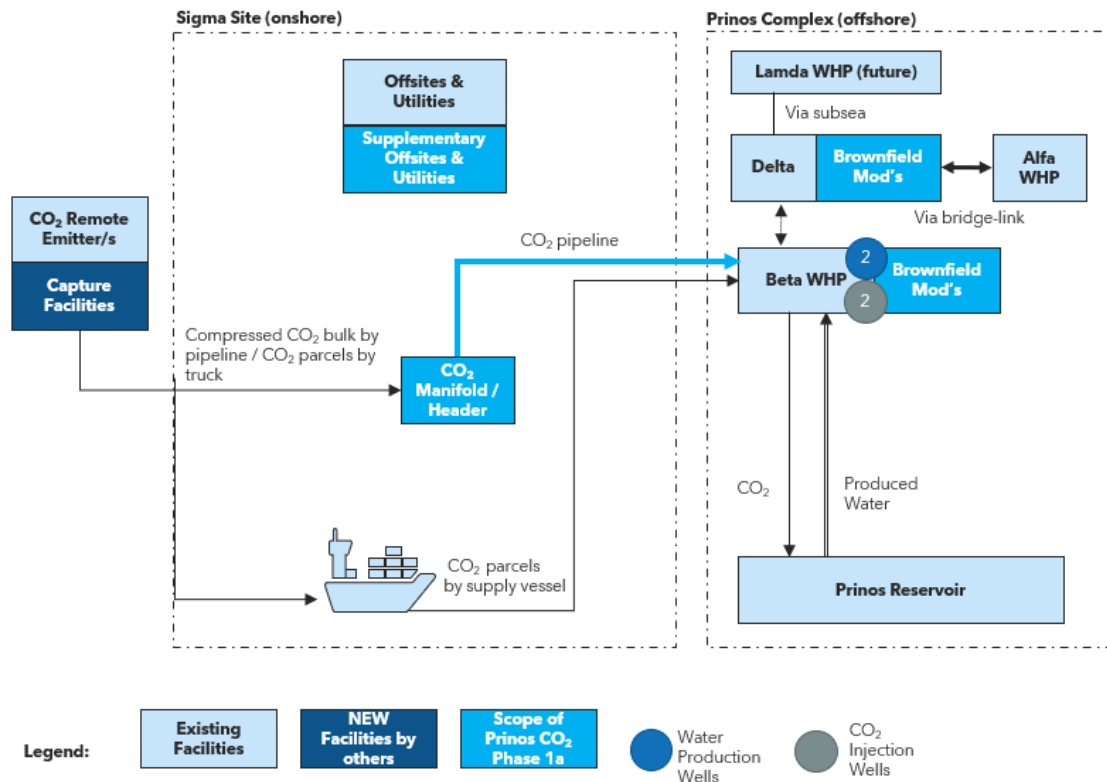 Sigma Site (onshore)
Prinos Complex (offshore)
Offsites &
Utilities
Supplementary
Offsites &
Utilities
Lamda WHP (future)
Via subsea
Delta
Brownfield
Mod's
Alfa
WHP
Via bridge-link
CO₂ Remote
Emitter/s
Capture
Facilities
CO₂ pipeline
Beta WHP
2
2
Brownfield
Mod's
Compressed CO₂ bulk by
pipeline / CO₂ parcels by
truck
CO₂
Manifold /
Header
CO₂
Produced
Water
CO₂ parcels
by supply vessel
Prinos Reservoir
Legend:
Existing
Facilities
NEW
Facilities by
others
Scope of
Prinos CO₂
Phase 1a
Water
Production
Wells
CO₂
Injection
Wells